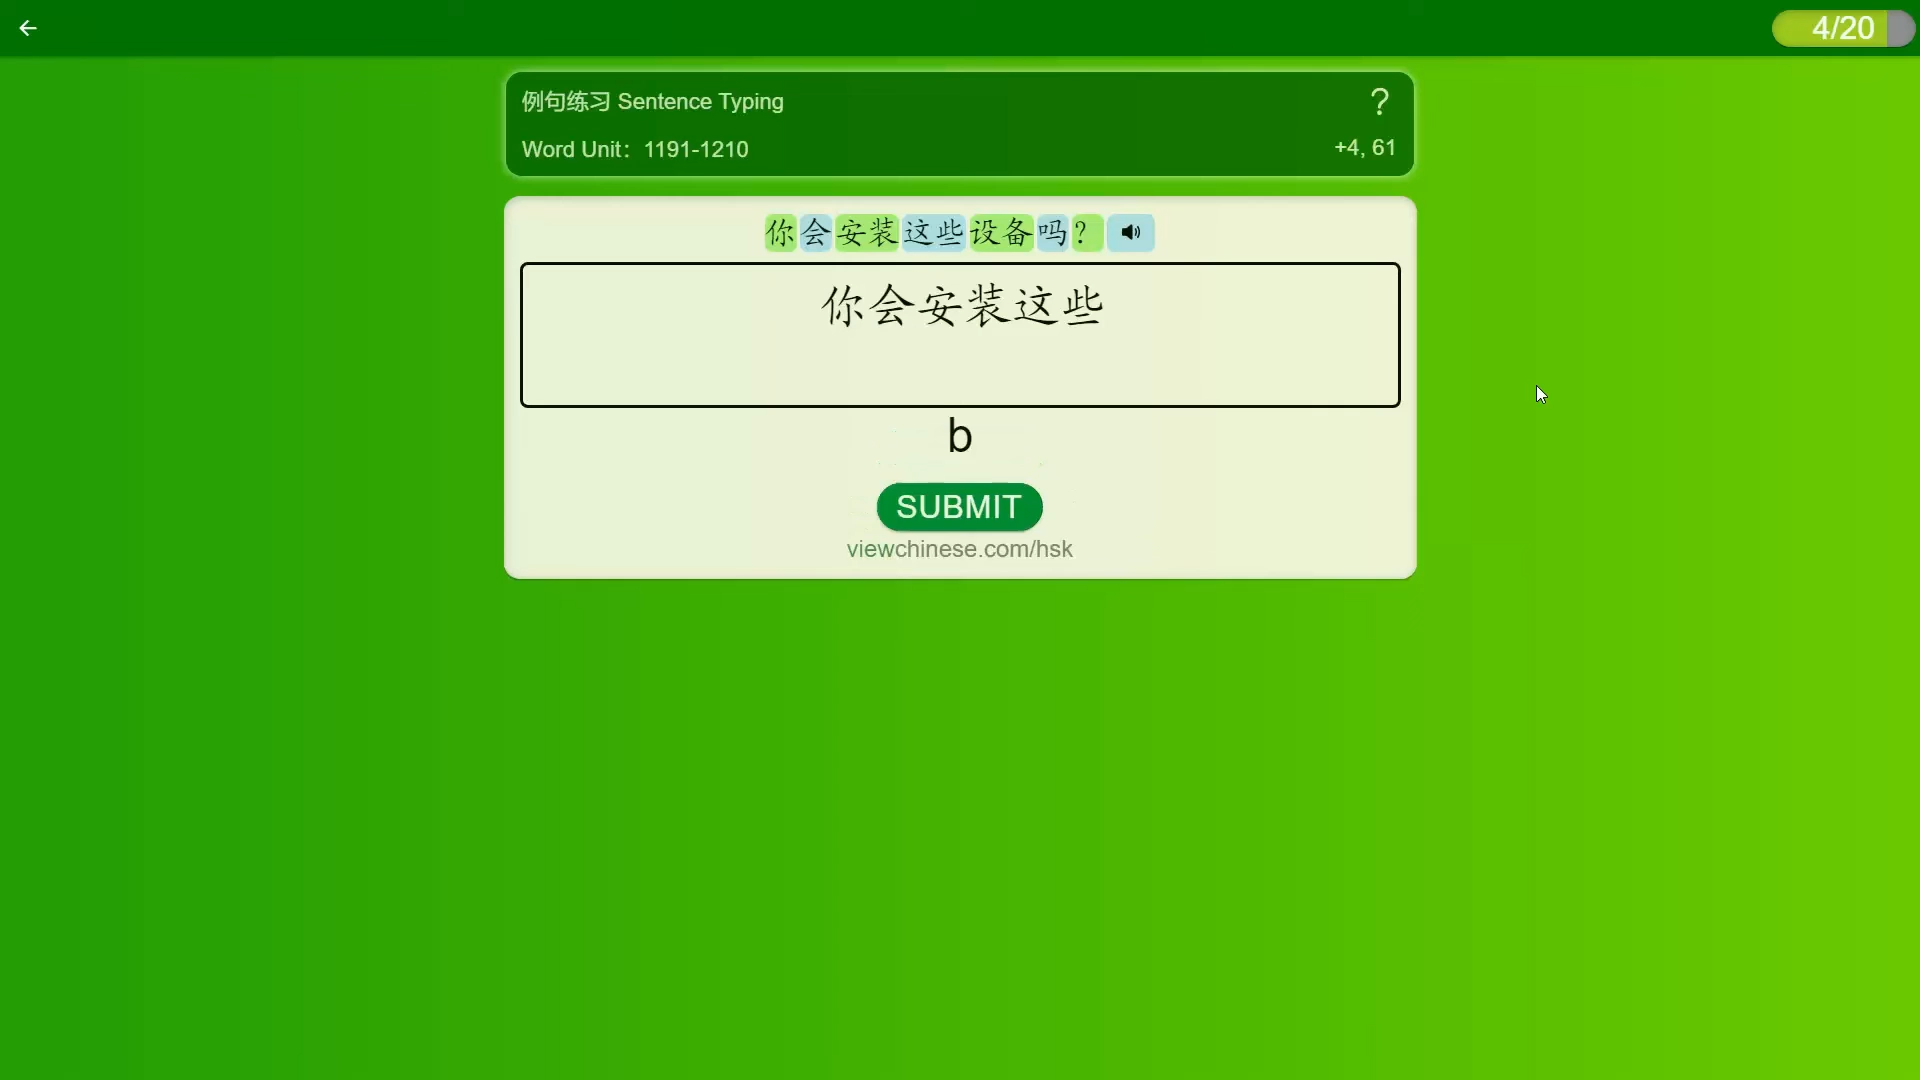 4/20
例句练习 Sentence Typing
?
Word Unit：1191-1210
+4, 61
你会安装这些设备吗？
你会安装这些
b
SUBMIT
viewchinese.com/hsk